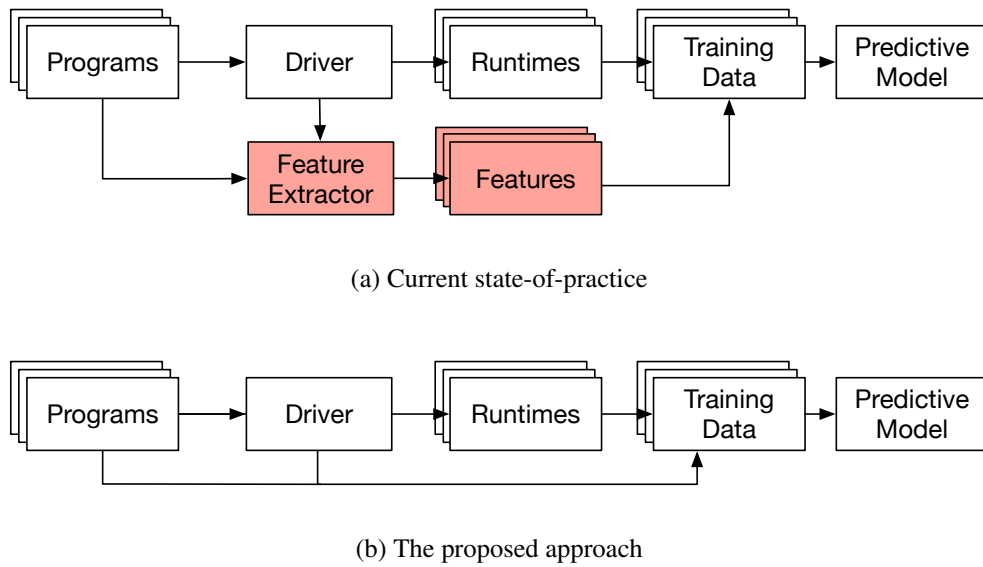 Programs
Driver
Runtimes
Training
Data
Predictive
Model
Feature
Extractor
Features
(a) Current state-of-practice
Programs
Driver
Runtimes
Training
Data
Predictive
Model
(b) The proposed approach